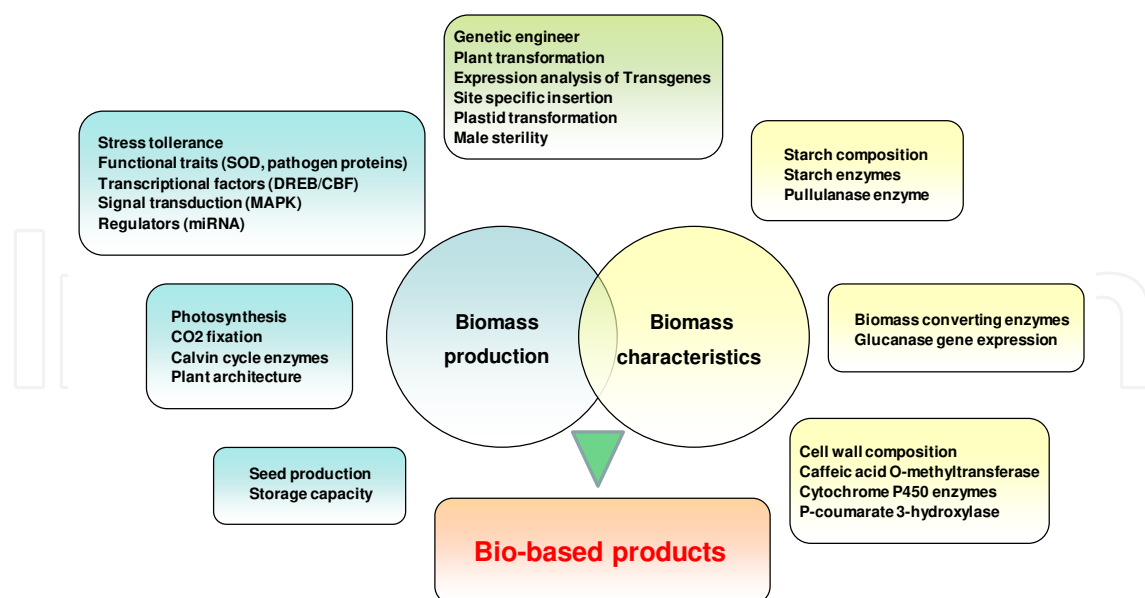 Genetic engineer
Plant transformation
Expression analysis of Transgenes
Site specific insertion
Plastid transformation
Male sterility
Stress tollerance
Functional traits (SOD, pathogen proteins)
Transcriptional factors (DREB/CBF)
Signal transduction (MAPK)
Regulators (miRNA)
Starch composition
Starch enzymes
Pullulanase enzyme
Photosynthesis
CO2 fixation
Calvin cycle enzymes
Plant architecture
Biomass
production
Biomass
characteristics
Biomass converting enzymes
Glucanase gene expression
Seed production
Storage capacity
Cell wall composition
Caffeic acid O-methyltransferase
Cytochrome P450 enzymes
P-coumarate 3-hydroxylase
Bio-based products